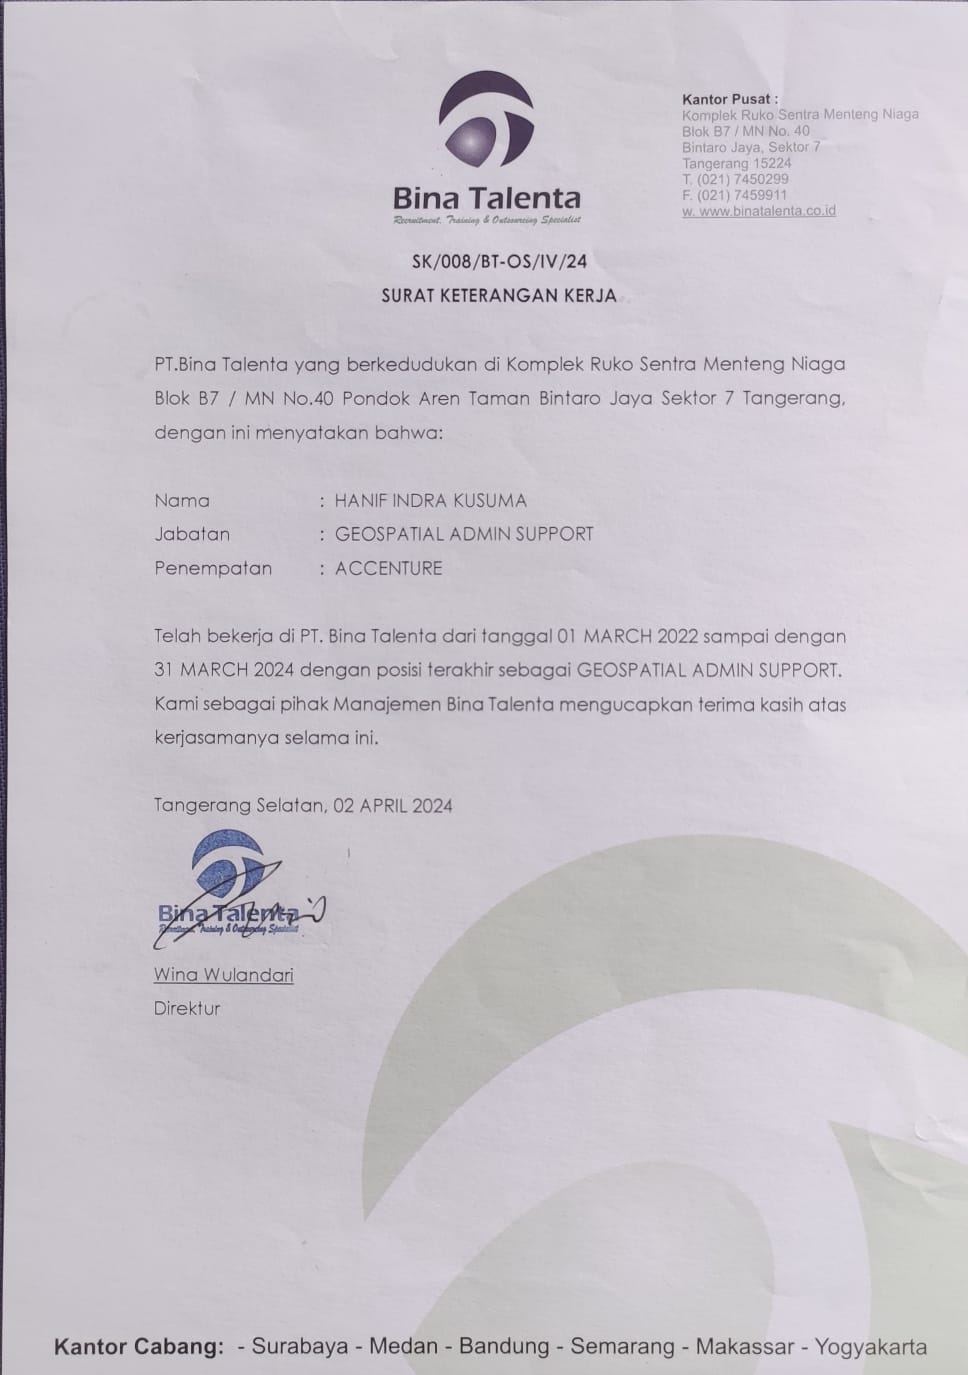 Bina Talenta
Recruitment, Training & Outsourcing Specialist
Kantor Pusat :
Komplek Ruko Sentra Menteng Niaga
Blok B7 / MN No. 40
Bintaro Jaya, Sektor 7
Tangerang 15224
T. (021) 7450299
F. (021) 7459911
w. www.binatalenta.co.id
SK/008/BT-OS/IV/24
SURAT KETERANGAN KERJA
PT.Bina Talenta yang berkedudukan di Komplek Ruko Sentra Menteng Niaga
Blok B7 / MN No.40 Pondok Aren Taman Bintaro Jaya Sektor 7 Tangerang,
dengan ini menyatakan bahwa:
Nama : HANIF INDRA KUSUMA
Jabatan : GEOSPATIAL ADMIN SUPPORT
Penempatan : ACCENTURE
Telah bekerja di PT. Bina Talenta dari tanggal 01 MARCH 2022 sampai dengan
31 MARCH 2024 dengan posisi terakhir sebagai GEOSPATIAL ADMIN SUPPORT.
Kami sebagai pihak Manajemen Bina Talenta mengucapkan terima kasih atas
kerjasamanya selama ini.
Tangerang Selatan, 02 APRIL 2024
Bina Talenta
Recruitment, Training & Outsourcing Specialist
Wina Wulandari
Direktur
Kantor Cabang: - Surabaya - Medan - Bandung - Semarang - Makassar - Yogyakarta